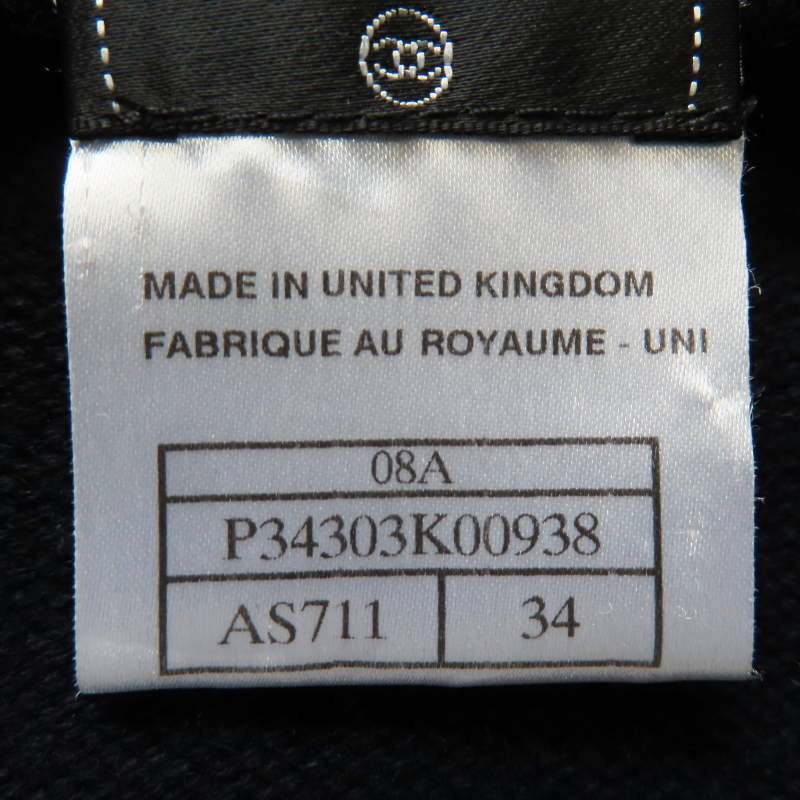 MADE IN UNITED KINGDOM
FABRIQUE AU ROYAUME - UNI
08A
P34303K00938
AS711 34